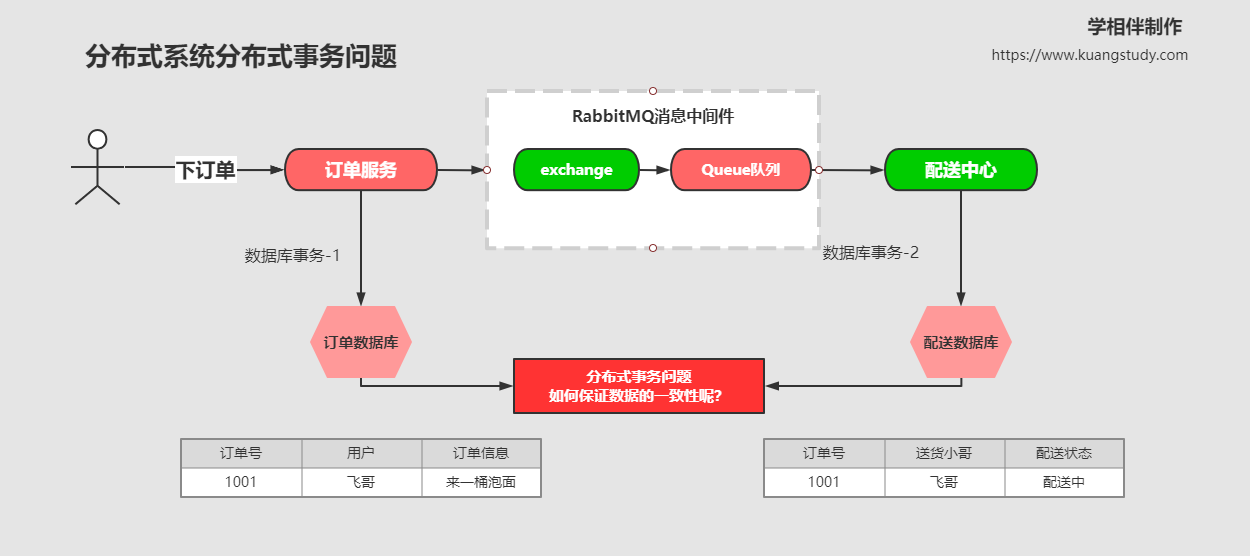 学相伴制作
https://www.kuangstudy.com
分布式系统分布式事务问题
RabbitMQ消息中间件
下订单
订单服务
exchange
Queue队列
配送中心
数据库事务-1
数据库事务-2
订单数据库
配送数据库
分布式事务问题
如何保证数据的一致性呢？
订单号 用户 订单信息
1001 飞哥 来一桶泡面
订单号 送货小哥 配送状态
1001 飞哥 配送中